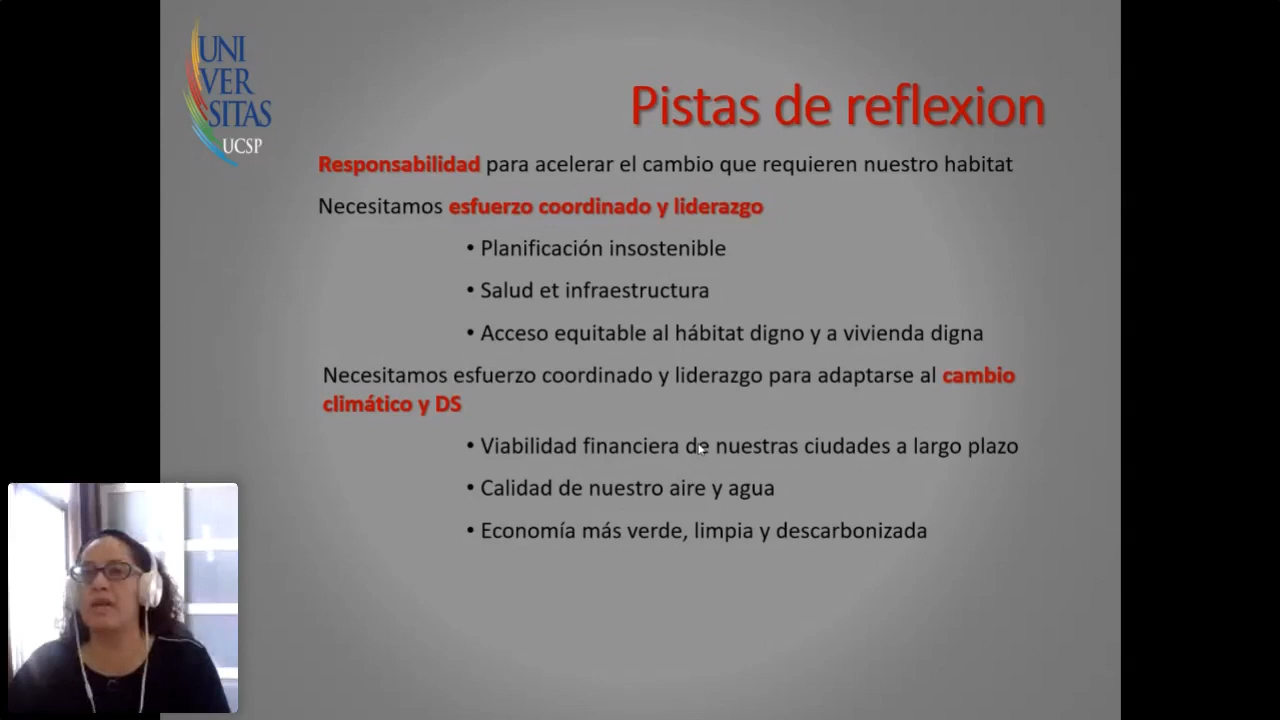 UNI
VER
SITAS
UCSP
Pistas de reflexion
Responsabilidad para acelerar el cambio que requieren nuestro habitat
Necesitamos esfuerzo coordinado y liderazgo
• Planificación insostenible
• Salud et infraestructura
• Acceso equitable al hábitat digno y a vivienda digna
Necesitamos esfuerzo coordinado y liderazgo para adaptarse al cambio
climático y DS
• Viabilidad financiera de nuestras ciudades a largo plazo
• Calidad de nuestro aire y agua
• Economía más verde, limpia y descarbonizada